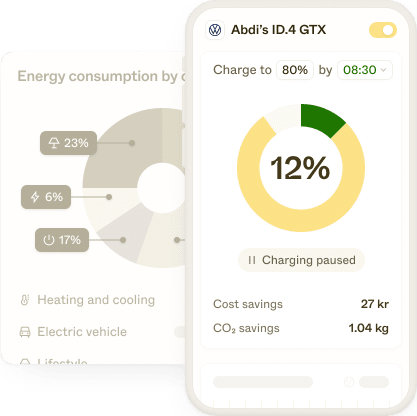 Energy consumption by
23%
6%
17%
Heating and cooling
Electric vehicle
Lifestyle
Abdi's ID.4 GTX
Charge to 80% by 08:30
12%
Charging paused
Cost savings 27 kr
CO₂ savings 1.04 kg